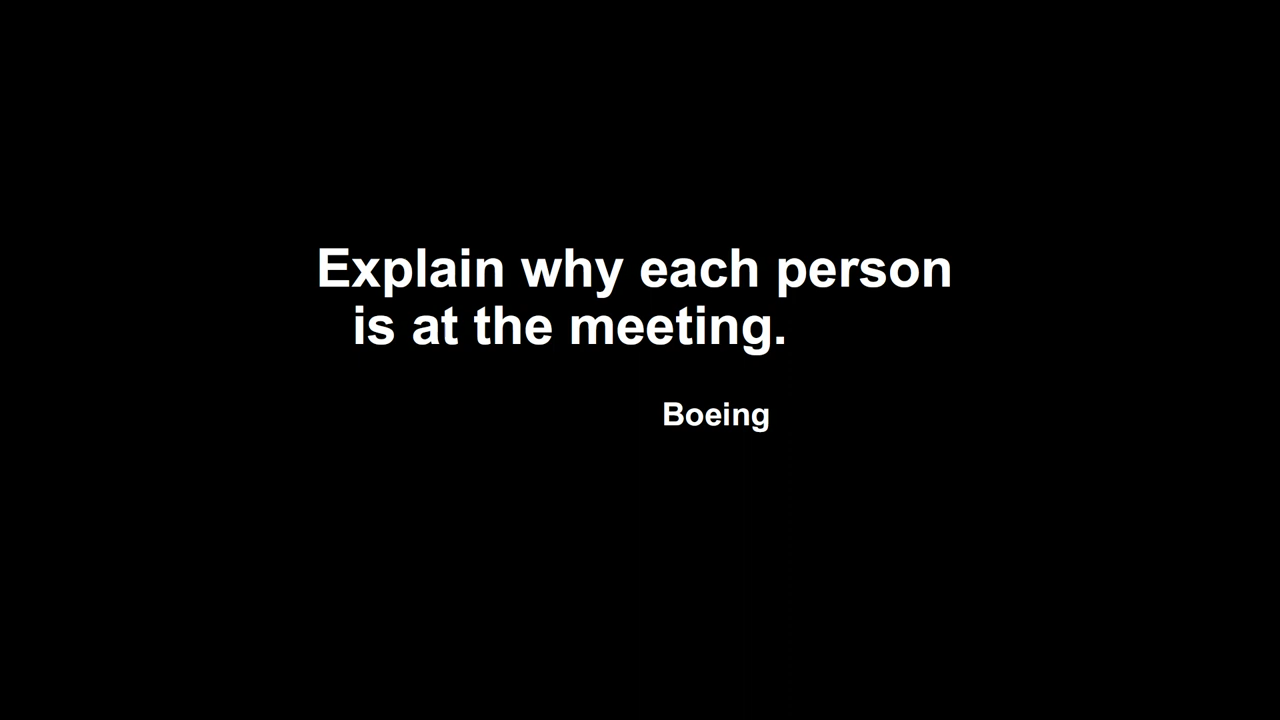 Explain why each person
is at the meeting.
Boeing